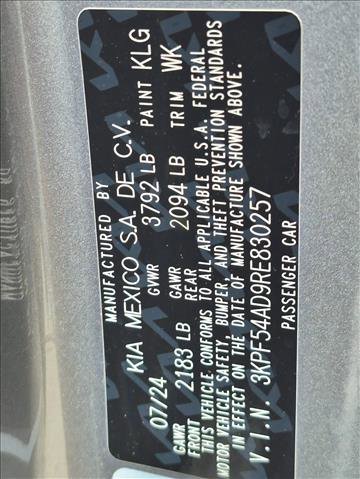 MANUFACTURED BY
KIA MEXICO S.A. DE C.V.
07/24 GVWR 3792 LB PAINT KLG
GAWR FRONT 2183 LB GAWR REAR 2094 LB TRIM WK
THIS VEHICLE CONFORMS TO ALL APPLICABLE U.S.A. FEDERAL
MOTOR VEHICLE SAFETY, BUMPER, AND THEFT PREVENTION STANDARDS
IN EFFECT ON THE DATE OF MANUFACTURE SHOWN ABOVE.
V.I.N 3KPF54AD9RE830257
PASSENGER CAR